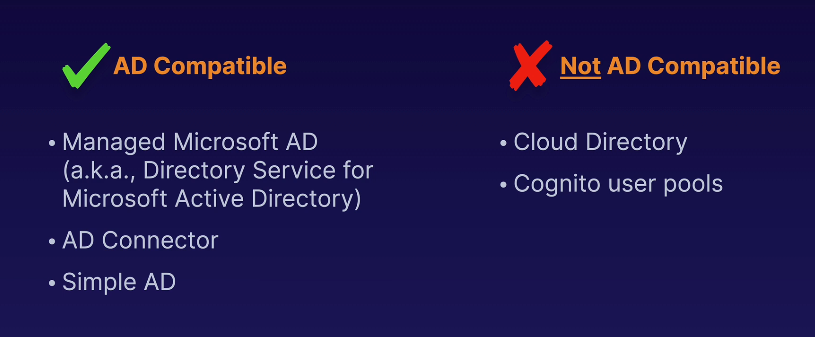 AD Compatible
• Managed Microsoft AD
(a.k.a., Directory Service for
Microsoft Active Directory)
• AD Connector
• Simple AD
Not AD Compatible
• Cloud Directory
• Cognito user pools